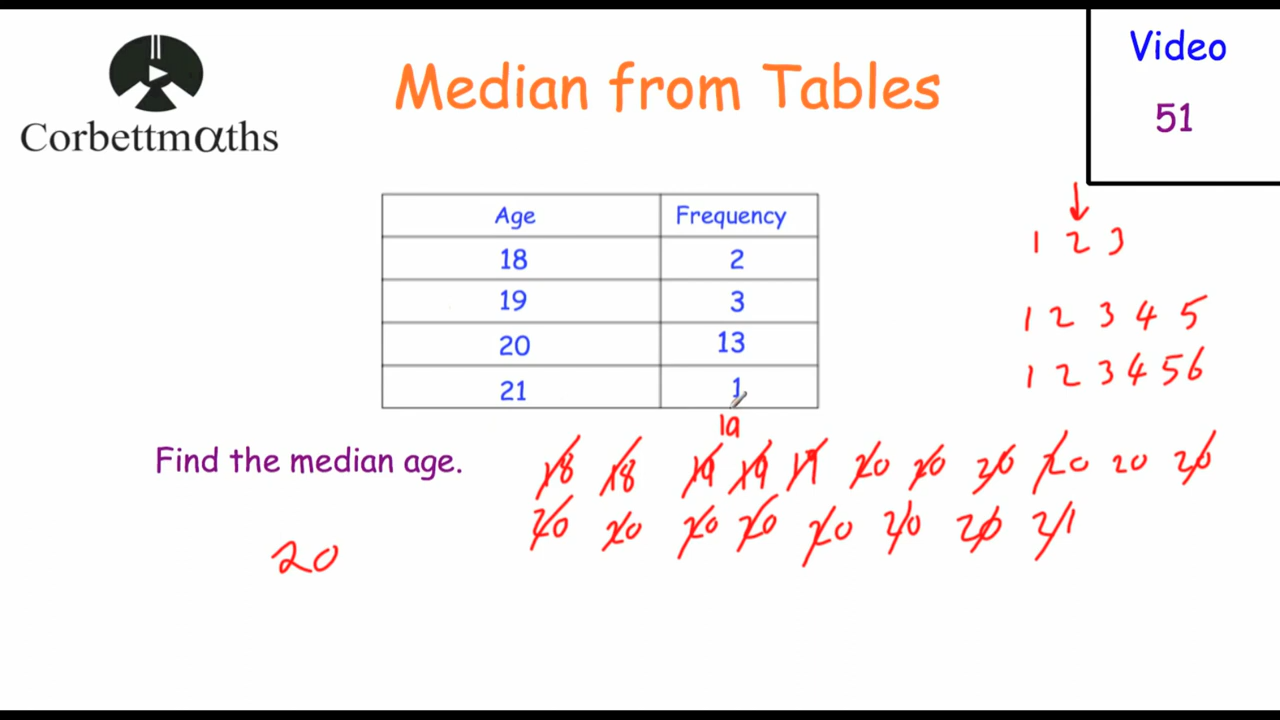 Corbettmαths
Median from Tables
Video
51
Age Frequency
18 2
19 3
20 13
21 1
19
1 2 3
1 2 3 4 5
1 2 3 4 5 6
Find the median age.
18 18 19 19 19 20 20 20 20 20 20
20 20 20 20 20 20 20 21
20